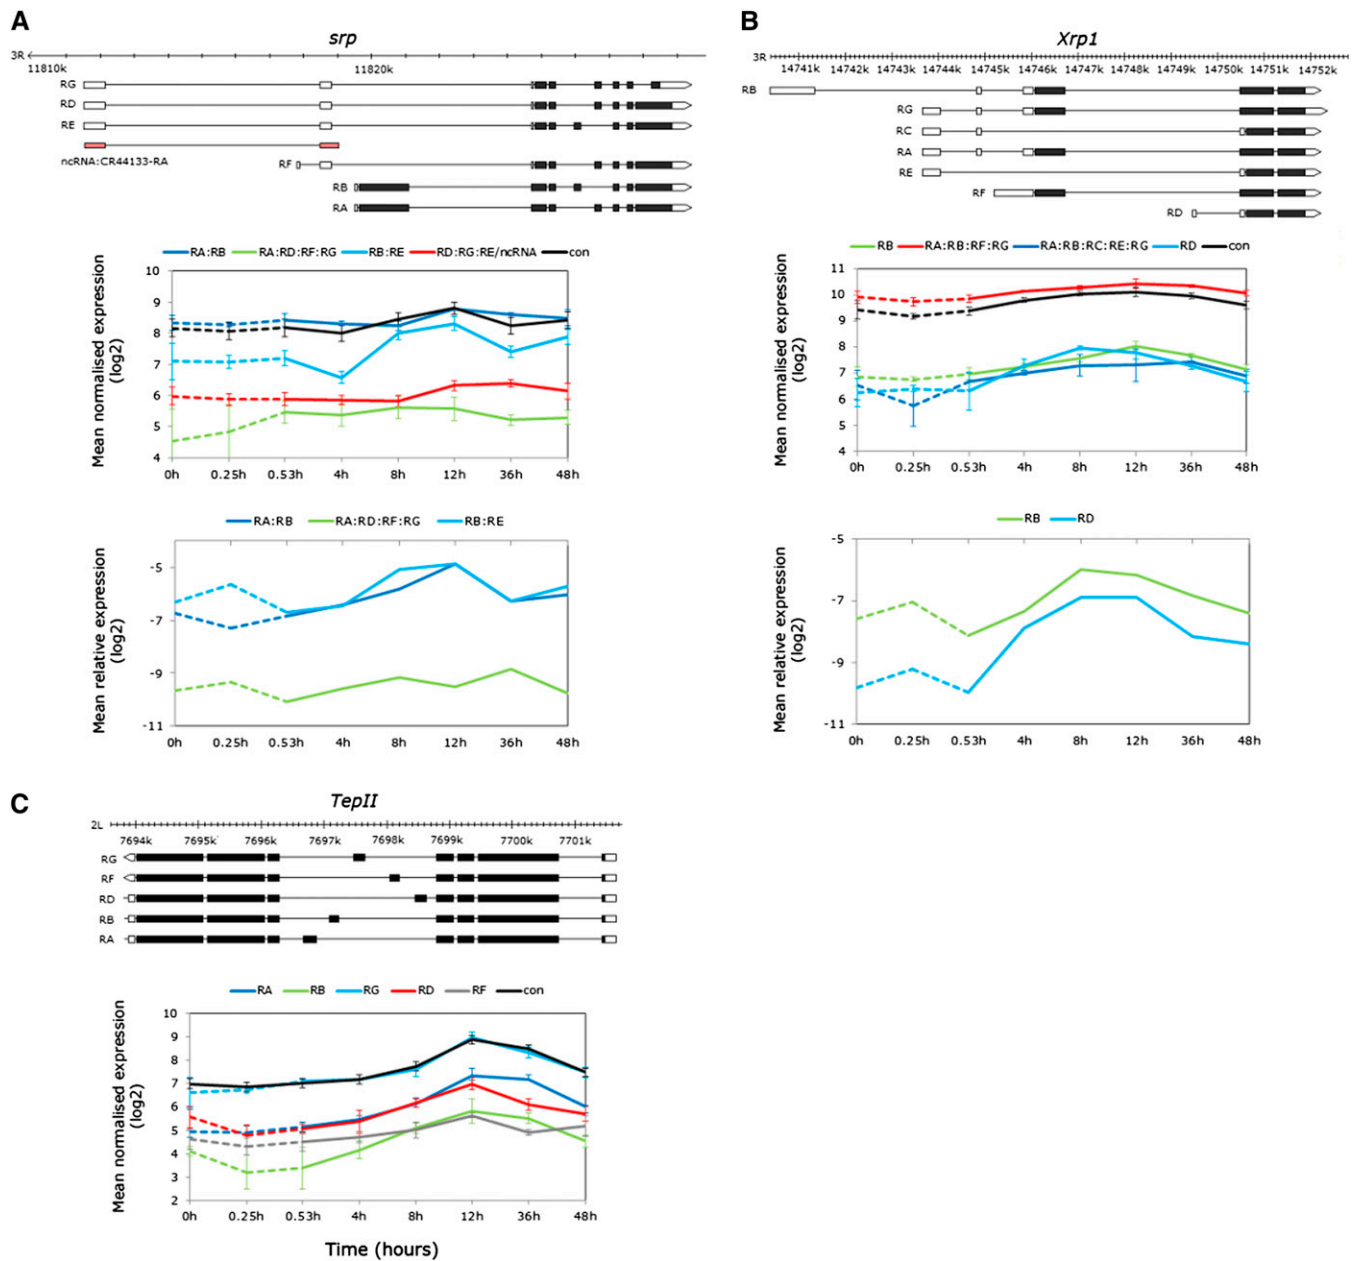 A
srp
3R
11810k
11820k
RG
RD
RE
ncRNA:CR44133-RA
RF
RB
RA
RA:RB
RA:RD:RF:RG
RB:RE
RD:RG:RE/ncRNA
con
Mean normalised expression
(log2)
10
9
8
7
6
5
4
0h 0.25h 0.53h 4h 8h 12h 36h 48h
RA:RB
RA:RD:RF:RG
RB:RE
Mean relative expression
(log2)
-5
-7
-9
-11
0h 0.25h 0.53h 4h 8h 12h 36h 48h
B
Xrp1
3R
14741k 14742k 14743k 14744k 14745k 14746k 14747k 14748k 14749k 14750k 14751k 14752k
RB
RG
RC
RA
RE
RF
RD
RB
RA:RB:RF:RG
RA:RB:RC:RE:RG
RD
con
Mean normalised expression
(log2)
11
10
9
8
7
6
5
4
0h 0.25h 0.53h 4h 8h 12h 36h 48h
RB
RD
Mean relative expression
(log2)
-5
-7
-9
-11
0h 0.25h 0.53h 4h 8h 12h 36h 48h
C
TepII
2L
7694k 7695k 7696k 7697k 7698k 7699k 7700k 7701k
RG
RF
RD
RB
RA
RA
RB
RG
RD
RF
con
Mean normalised expression
(log2)
10
9
8
7
6
5
4
3
2
0h 0.25h 0.53h 4h 8h 12h 36h 48h
Time (hours)